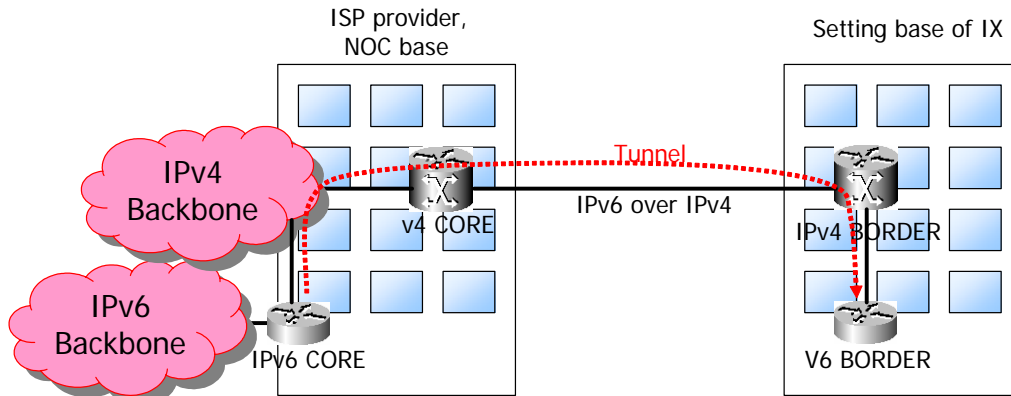 ISP provider,
NOC base
Setting base of IX
Tunnel
IPv4
Backbone
v4 CORE
IPv6 over IPv4
IPv4 BORDER
IPv6
Backbone
IPv6 CORE
V6 BORDER